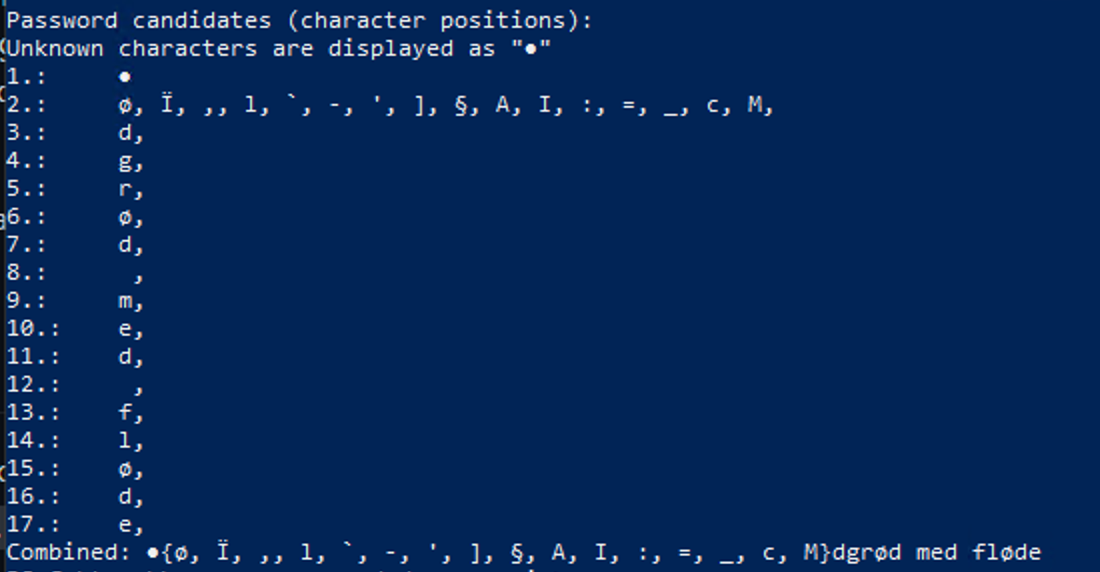 Password candidates (character positions):
Unknown characters are displayed as "●"
1.: ●
2.: ø, Ï, ,, l, `, -, ', ], §, A, I, :, =, _, c, M,
3.: d,
4.: g,
5.: r,
6.: ø,
7.: d,
8.:  ,
9.: m,
10.: e,
11.: d,
12.:  ,
13.: f,
14.: l,
15.: ø,
16.: d,
17.: e,
Combined: ●{ø, Ï, ,, l, `, -, ', ], §, A, I, :, =, _, c, M}dgrød med fløde